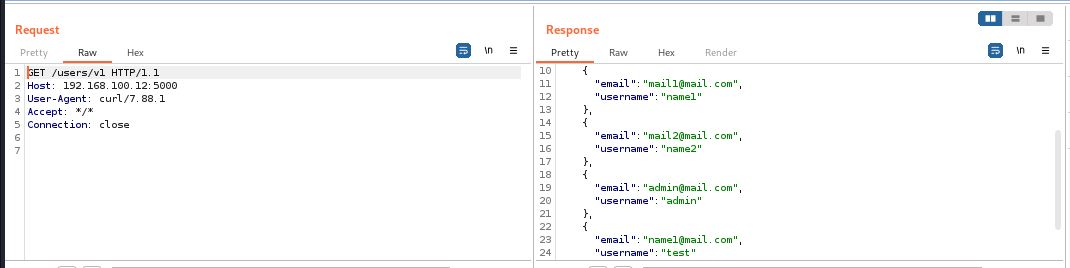 Request
Pretty Raw Hex
\n
1 GET /users/v1 HTTP/1.1
2 Host: 192.168.100.12:5000
3 User-Agent: curl/7.88.1
4 Accept: */*
5 Connection: close
6
7
Response
Pretty Raw Hex Render
\n
10 {
11 "email":"mail1@mail.com",
12 "username":"name1"
13 },
14 {
15 "email":"mail2@mail.com",
16 "username":"name2"
17 },
18 {
19 "email":"admin@mail.com",
20 "username":"admin"
21 },
22 {
23 "email":"name1@mail.com",
24 "username":"test"